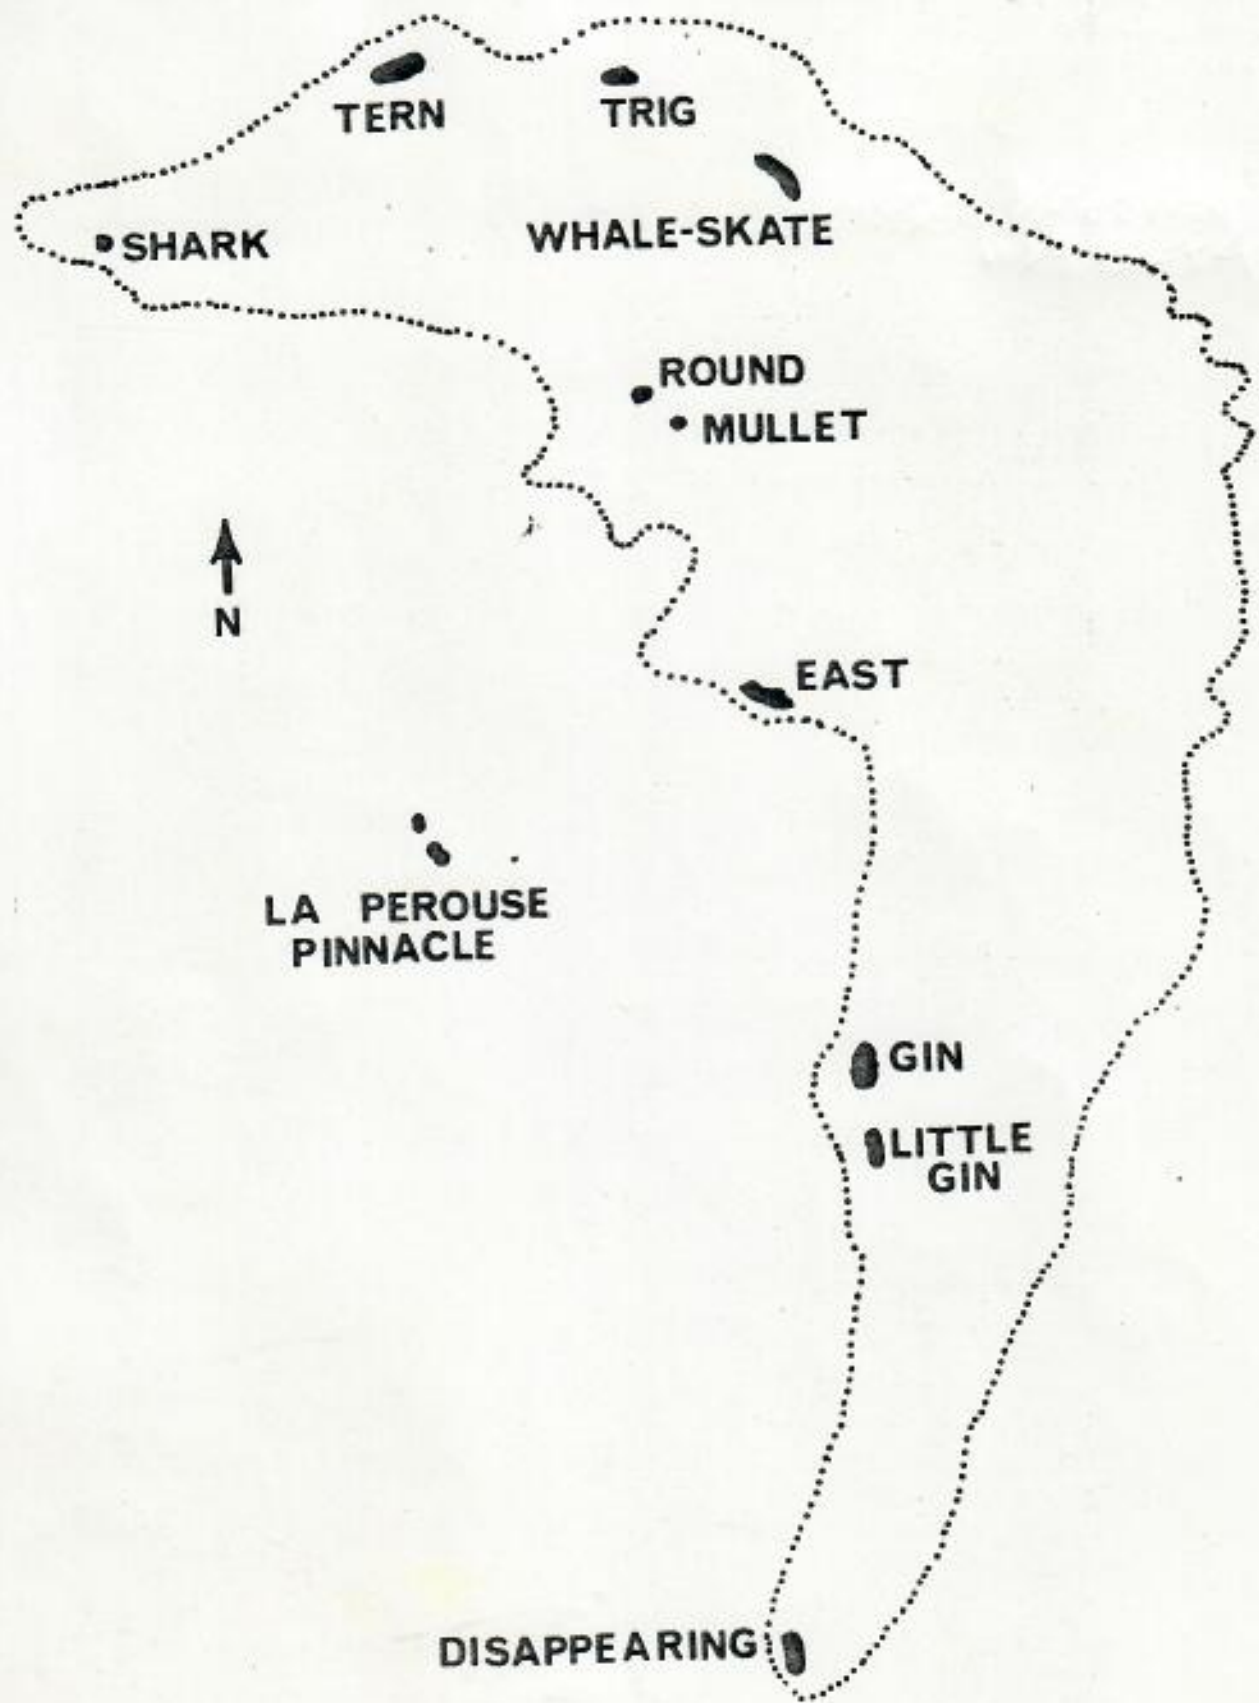 TERN
TRIG
WHALE-SKATE
SHARK
ROUND
MULLET
N
EAST
LA PEROUSE
PINNACLE
GIN
LITTLE
GIN
DISAPPEARING